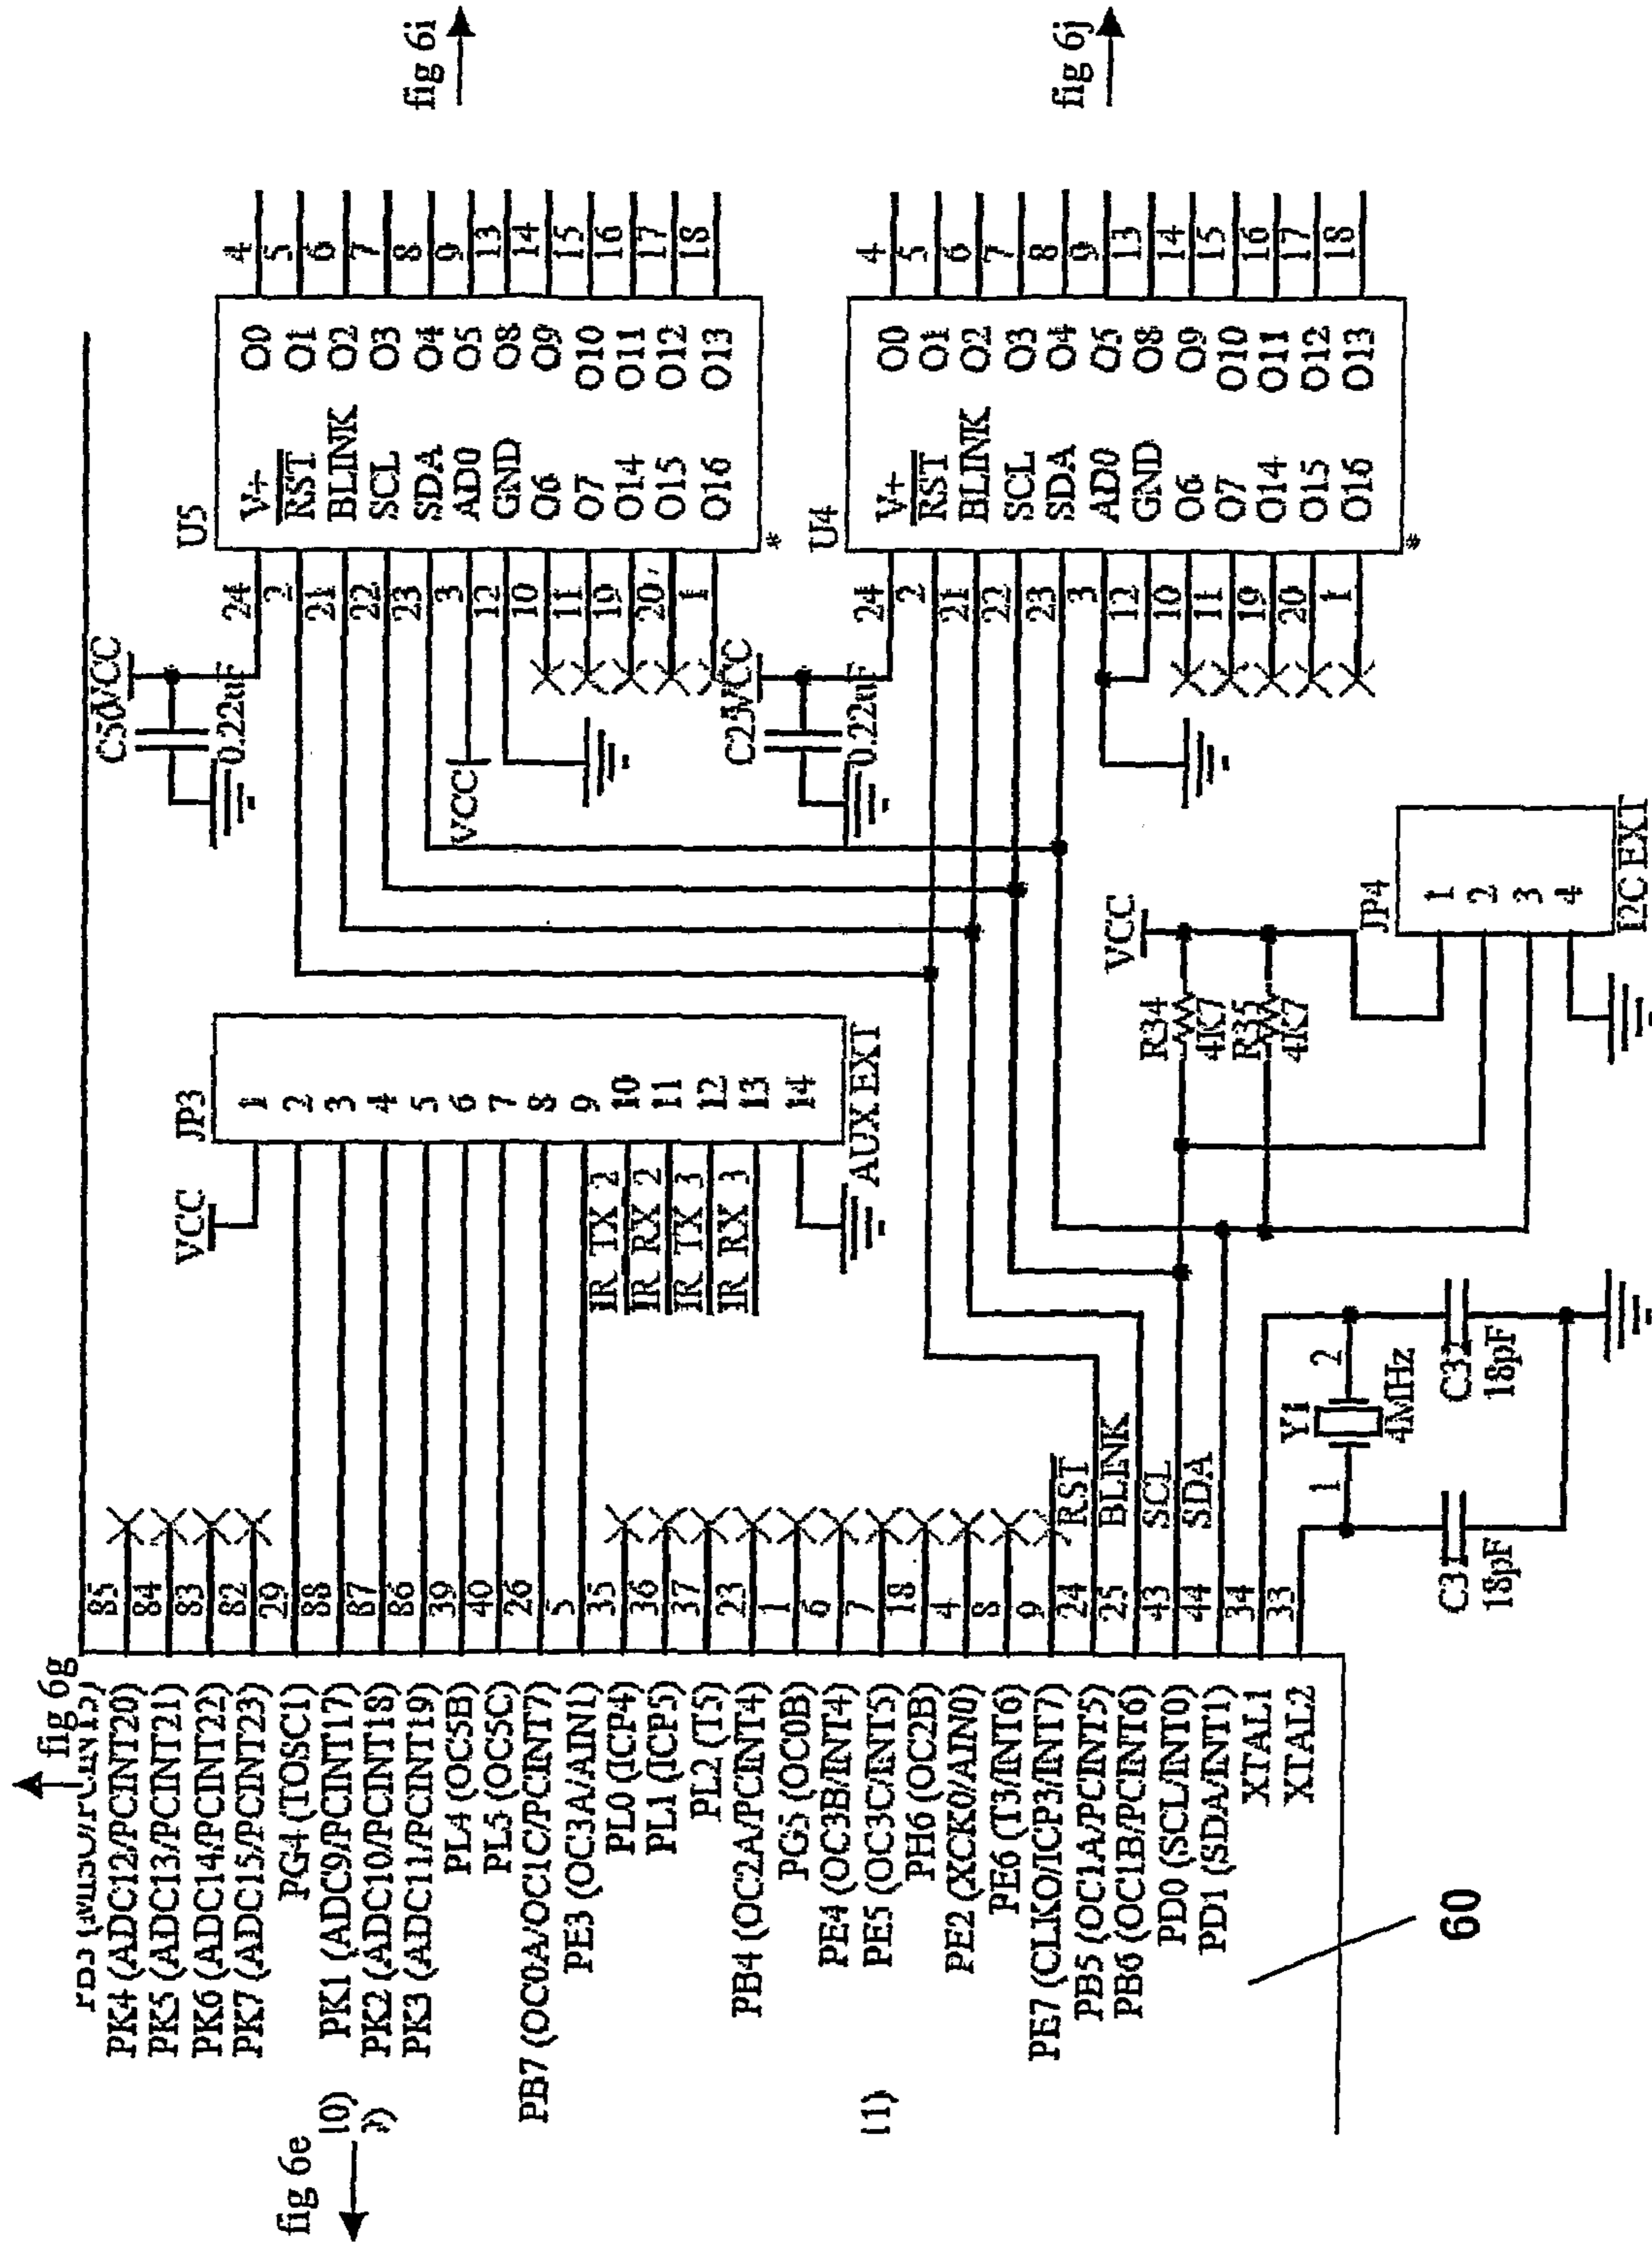 fig 6g
fig 6e
fig 6i
fig 6j
PK4 (ADC12/PCINT20)
PK5 (ADC13/PCINT21)
PK6 (ADC14/PCINT22)
PK7 (ADC15/PCINT23)
PG4 (TOSC1)
10) PK1 (ADC9/PCINT17)
PK2 (ADC10/PCINT18)
PK3 (ADC11/PCINT19)
PL4 (OC5B)
PL5 (OC5C)
PB7 (OC0A/OC1C/PCINT7)
PE3 (OC3A/AIN1)
PL0 (ICP4)
PL1 (ICP5)
PL2 (T5)
PB4 (OC2A/PCINT4)
PG5 (OC0B)
PE4 (OC3B/INT4)
11) PE5 (OC3C/INT5)
PH6 (OC2B)
PE2 (XCK0/AIN0)
PE6 (T3/INT6)
PE7 (CLKO/ICP3/INT7)
PB5 (OC1A/PCINT5)
PB6 (OC1B/PCINT6)
PD0 (SCL/INT0)
PD1 (SDA/INT1)
XTAL1
XTAL2
60
85
84
83
82
29
88
87
86
39
40
26
5
35
36
37
23
1
6
7
18
4
8
9
24
25
43
44
34
33
RST
BLINK
SCL
SDA
VCC
JP3
1
2
3
4
5
6
7
8
9
10
11
12
13
14
IR TX 2
IR RX 2
IR TX 3
IR RX 3
AUX EXT
Y1
1
2
4MHz
C31
18pF
C32
18pF
VCC
R34
4K7
R35
4K7
JP4
1
2
3
4
I2C EXT
C50
VCC
0.22uF
VCC
U5
24 V+ O0 4
2 RST O1 5
21 BLINK O2 6
22 SCL O3 7
23 SDA O4 8
3 AD0 O5 9
12 GND O8 13
10 O6 O9 14
11 O7 O10 15
19 O14 O11 16
20 O15 O12 17
1 O16 O13 18
*
C25
VCC
0.22uF
U4
24 V+ O0 4
2 RST O1 5
21 BLINK O2 6
22 SCL O3 7
23 SDA O4 8
3 AD0 O5 9
12 GND O8 13
10 O6 O9 14
11 O7 O10 15
19 O14 O11 16
20 O15 O12 17
1 O16 O13 18
*